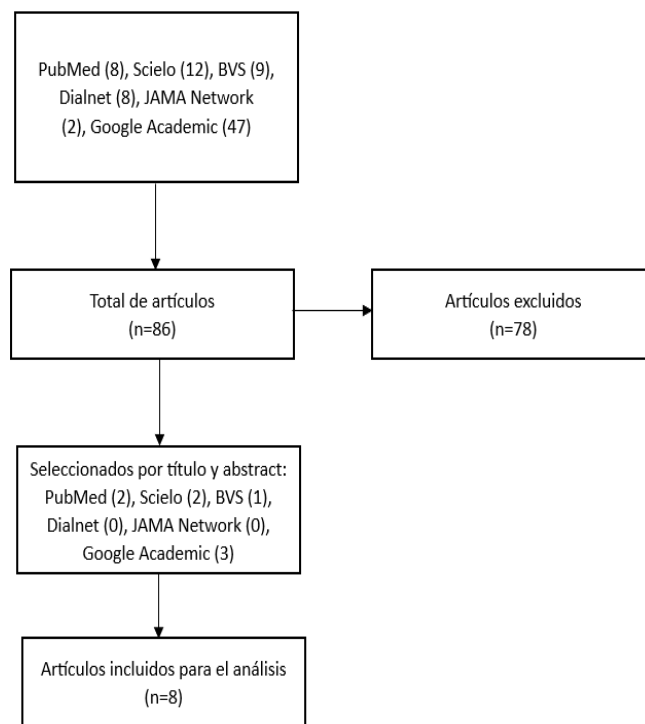 PubMed (8), Scielo (12), BVS (9),
Dialnet (8), JAMA Network
(2), Google Academic (47)
Total de artículos
(n=86)
Artículos excluidos
(n=78)
Seleccionados por título y abstract:
PubMed (2), Scielo (2), BVS (1),
Dialnet (0), JAMA Network (0),
Google Academic (3)
Artículos incluidos para el análisis
(n=8)